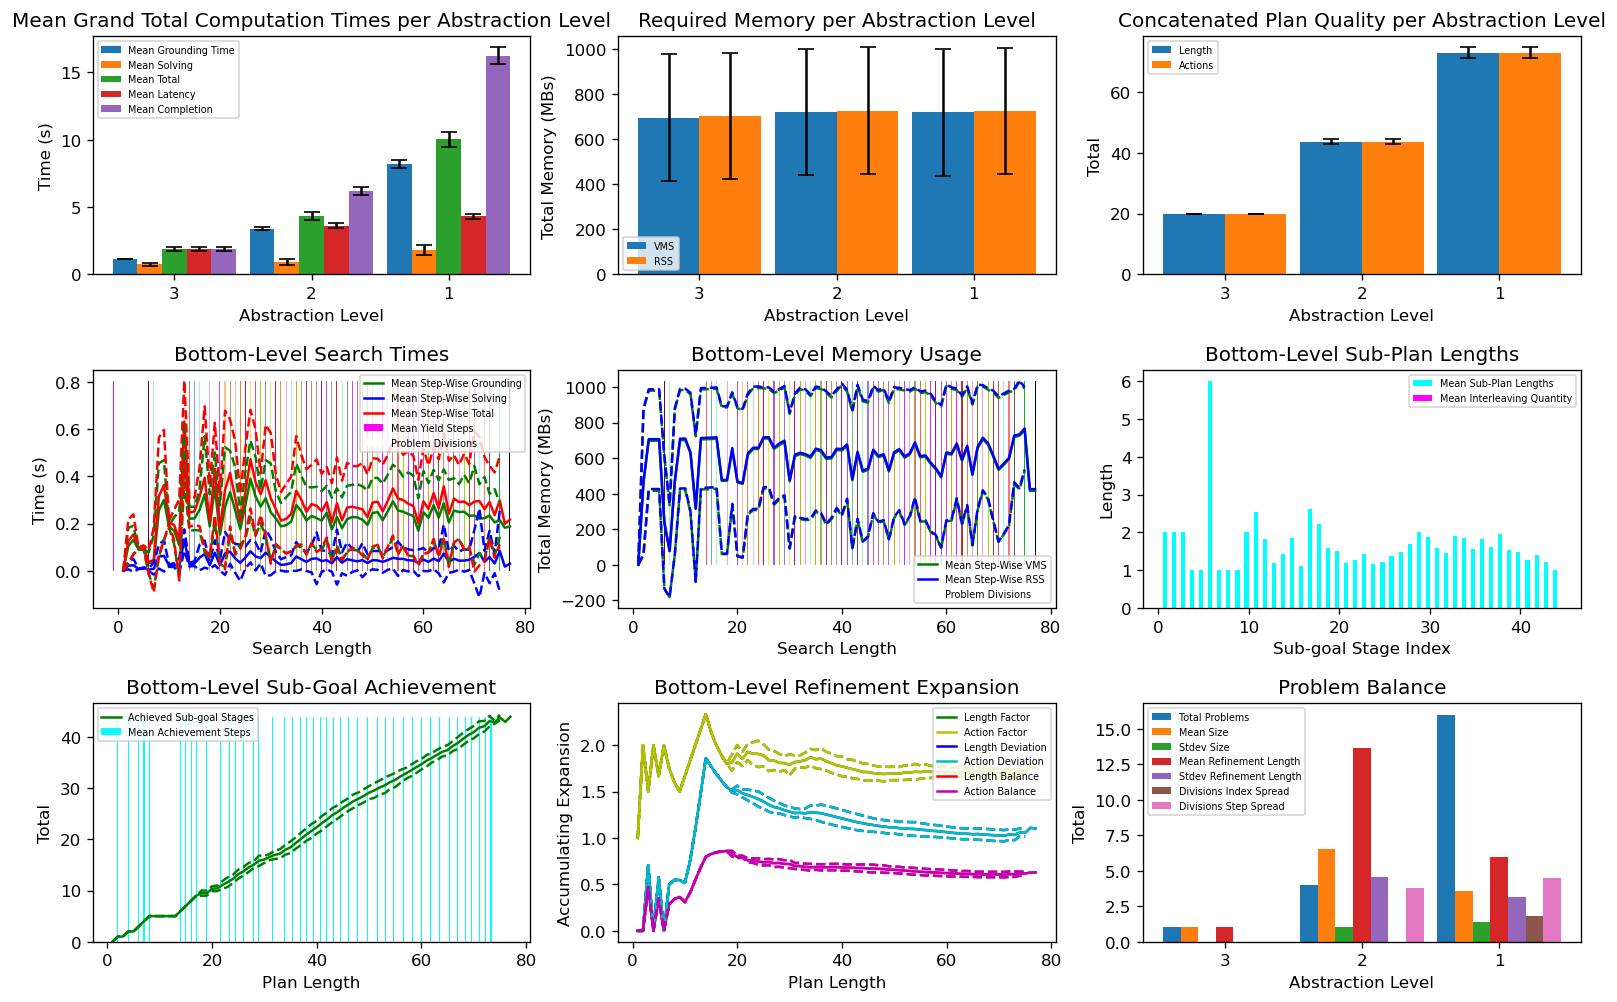 Mean Grand Total Computation Times per Abstraction Level
Time (s)
15
10
5
0
Mean Grounding Time
Mean Solving
Mean Total
Mean Latency
Mean Completion
3 2 1
Abstraction Level
Required Memory per Abstraction Level
Total Memory (MBs)
1000
800
600
400
200
0
VMS
RSS
3 2 1
Abstraction Level
Concatenated Plan Quality per Abstraction Level
Total
60
40
20
0
Length
Actions
3 2 1
Abstraction Level
Bottom-Level Search Times
Time (s)
0.8
0.6
0.4
0.2
0.0
Mean Step-Wise Grounding
Mean Step-Wise Solving
Mean Step-Wise Total
Mean Yield Steps
Problem Divisions
0 20 40 60 80
Search Length
Bottom-Level Memory Usage
Total Memory (MBs)
1000
800
600
400
200
0
−200
Mean Step-Wise VMS
Mean Step-Wise RSS
Problem Divisions
0 20 40 60 80
Search Length
Bottom-Level Sub-Plan Lengths
Length
6
5
4
3
2
1
0
Mean Sub-Plan Lengths
Mean Interleaving Quantity
0 10 20 30 40
Sub-goal Stage Index
Bottom-Level Sub-Goal Achievement
Total
40
30
20
10
0
Achieved Sub-goal Stages
Mean Achievement Steps
0 20 40 60 80
Plan Length
Bottom-Level Refinement Expansion
Accumulating Expansion
2.0
1.5
1.0
0.5
0.0
Length Factor
Action Factor
Length Deviation
Action Deviation
Length Balance
Action Balance
0 20 40 60 80
Plan Length
Problem Balance
Total
15.0
12.5
10.0
7.5
5.0
2.5
0.0
Total Problems
Mean Size
Stdev Size
Mean Refinement Length
Stdev Refinement Length
Divisions Index Spread
Divisions Step Spread
3 2 1
Abstraction Level